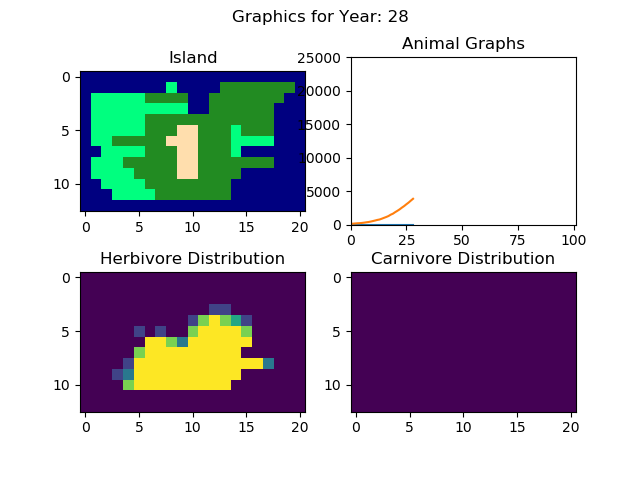 Graphics for Year: 28
Island
0
5
10
0 5 10 15 20
Animal Graphs
25000
20000
15000
10000
5000
0
0 25 50 75 100
Herbivore Distribution
0
5
10
0 5 10 15 20
Carnivore Distribution
0
5
10
0 5 10 15 20